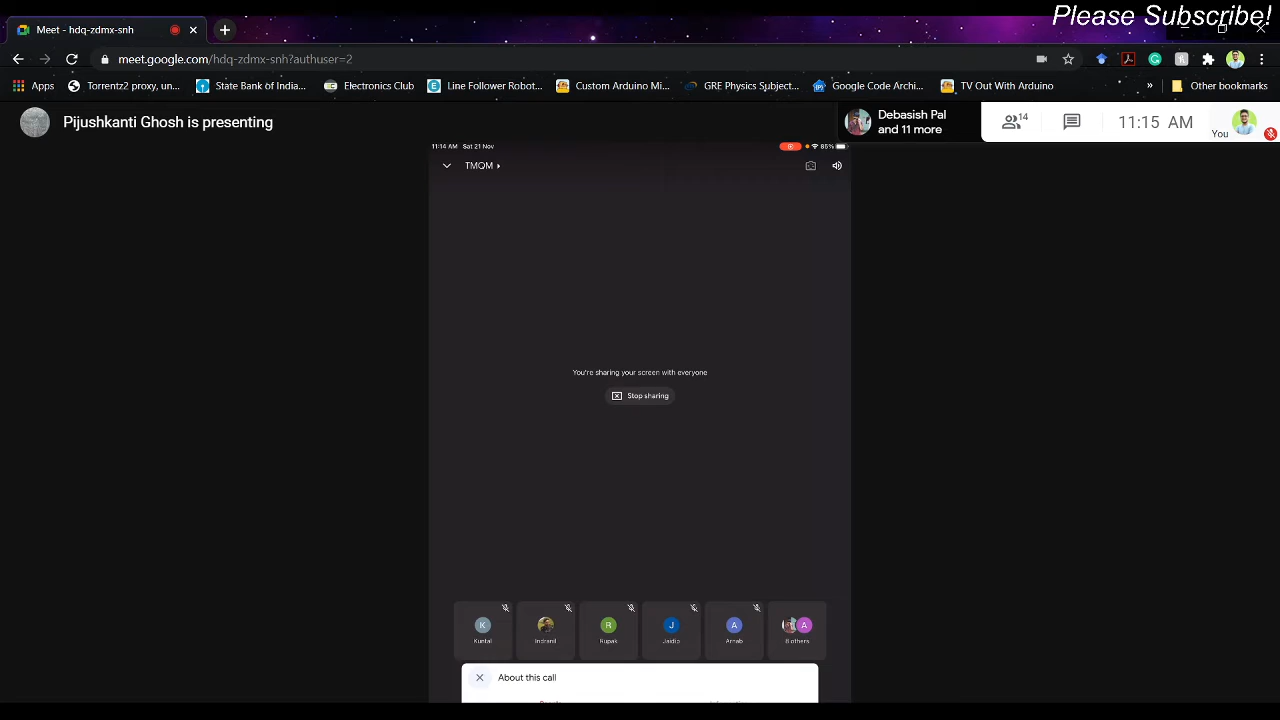 Please Subscribe!
Meet - hdq-zdmx-snh
meet.google.com/hdq-zdmx-snh?authuser=2
Apps
Torrentz2 proxy, un...
State Bank of India...
Electronics Club
Line Follower Robot...
Custom Arduino Mi...
GRE Physics Subject...
Google Code Archi...
TV Out With Arduino
»
Other bookmarks
Pijushkanti Ghosh is presenting
Debasish Pal
and 11 more
14
11:15 AM
You
11:14 AM Sat 21 Nov
85%
TMQM
You're sharing your screen with everyone
Stop sharing
Kuntal
Indranil
Rupak
Jaidip
Arnab
8 others
K
R
J
A
A
About this call